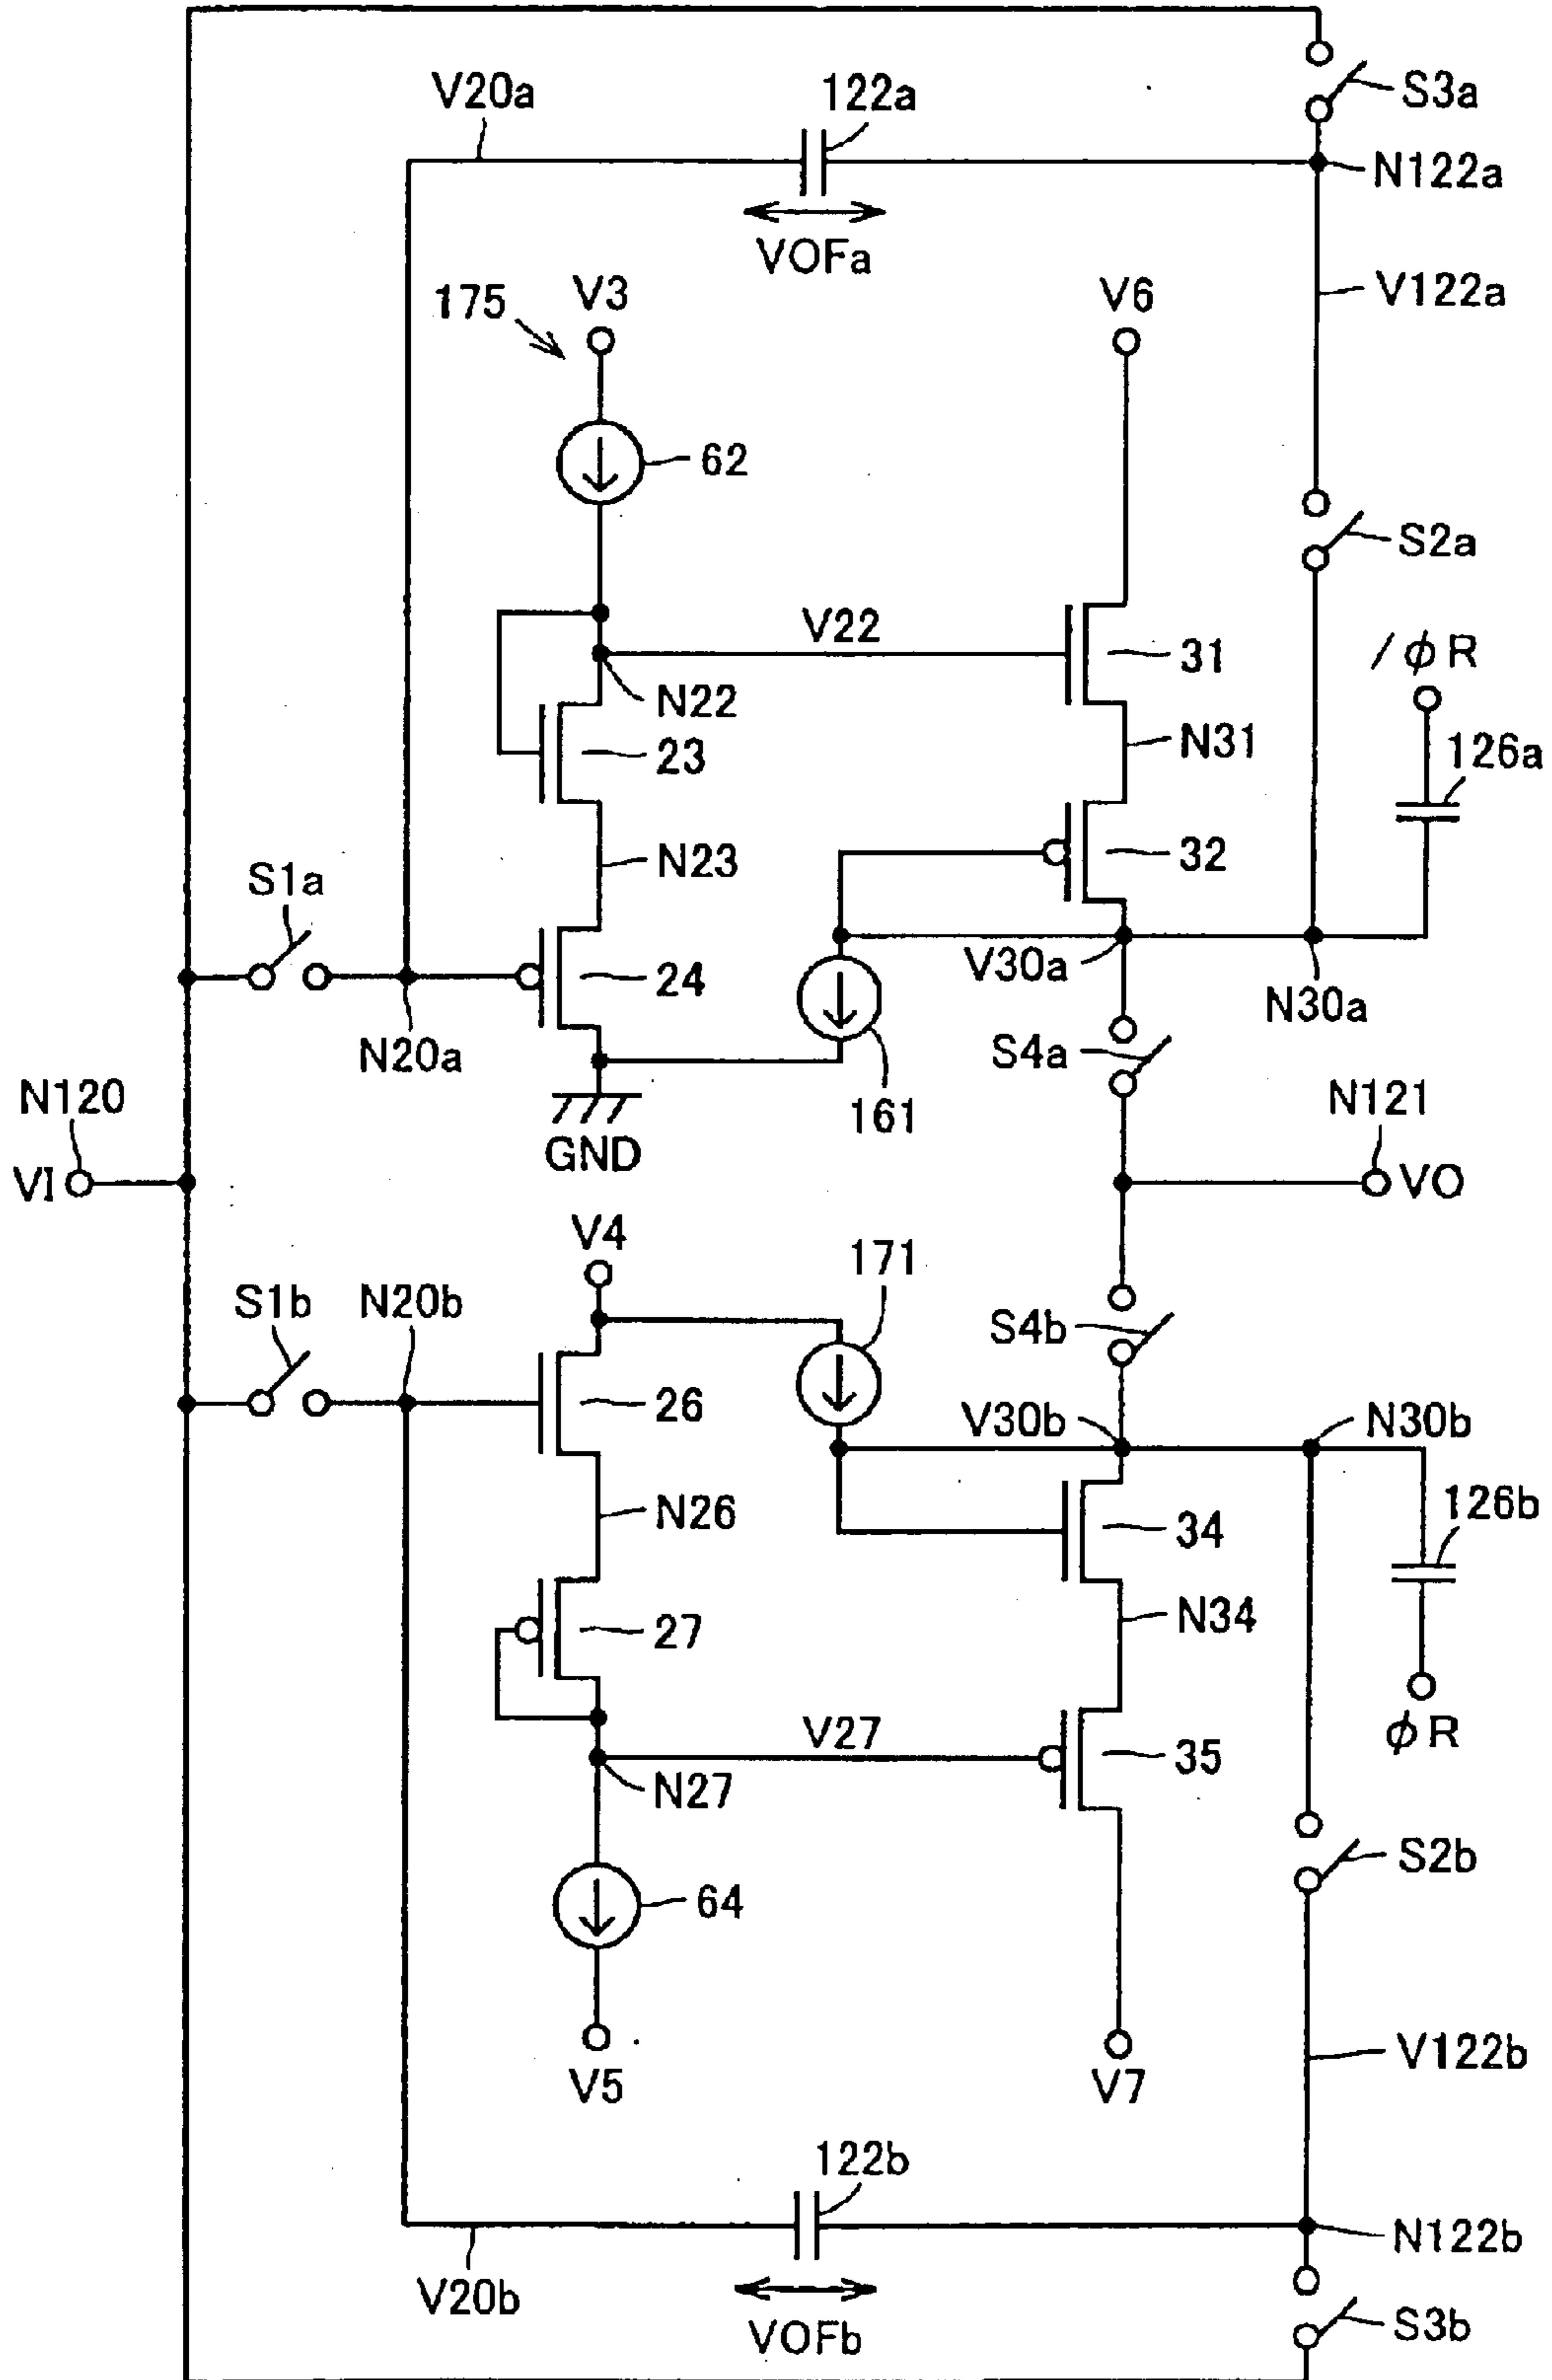 S3a
V20a
122a
N122a
VOFa
V122a
175
V3
V6
62
S2a
V22
31
/φR
N22
23
N31
126a
N23
32
S1a
24
V30a
N30a
N20a
S4a
N120
161
N121
GND
VI
VO
V4
171
S1b
N20b
S4b
26
V30b
N30b
N26
34
126b
27
N34
V27
35
φR
N27
S2b
64
V5
V7
V122b
122b
N122b
V20b
VOFb
S3b